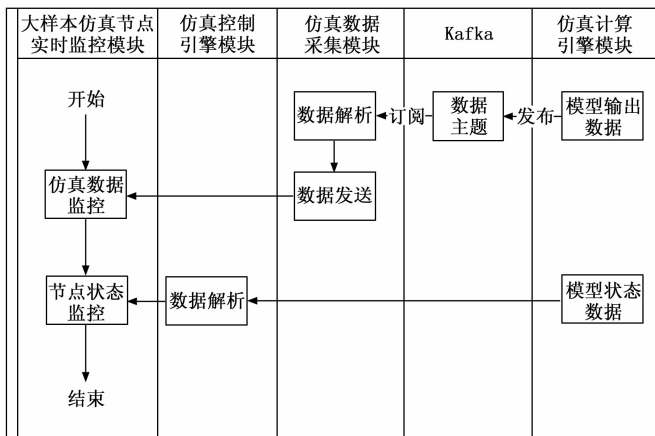 大样本仿真节点
实时监控模块
仿真控制
引擎模块
仿真数据
采集模块
Kafka
仿真计算
引擎模块
开始
数据解析
订阅
数据
主题
发布
模型输出
数据
仿真数据
监控
数据发送
节点状态
监控
数据解析
模型状态
数据
结束